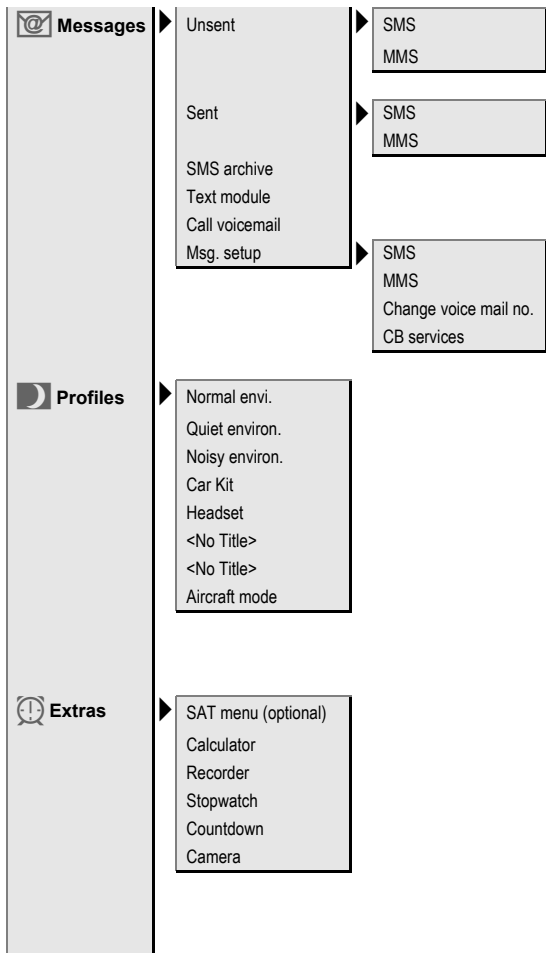 Messages
Unsent
SMS
MMS
Sent
SMS
MMS
SMS archive
Text module
Call voicemail
Msg. setup
SMS
MMS
Change voice mail no.
CB services
Profiles
Normal envi.
Quiet environ.
Noisy environ.
Car Kit
Headset
<No Title>
<No Title>
Aircraft mode
Extras
SAT menu (optional)
Calculator
Recorder
Stopwatch
Countdown
Camera